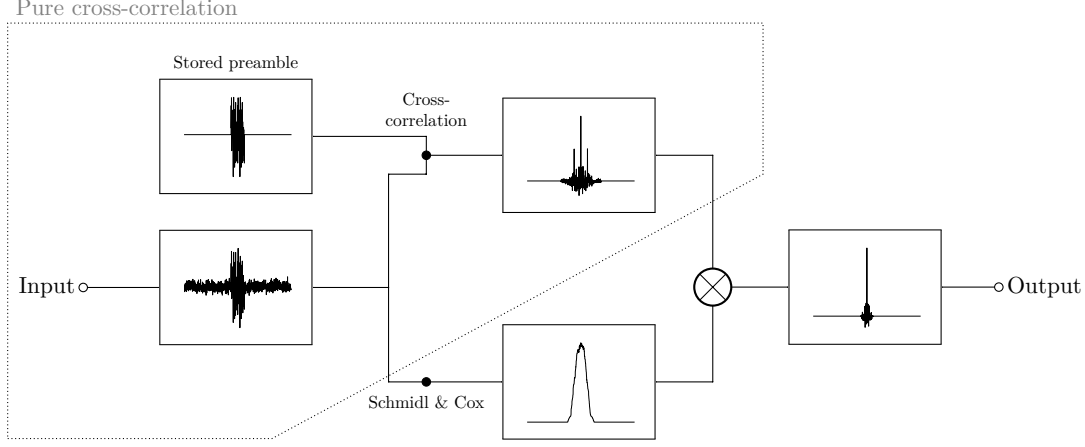 Pure cross-correlation
Stored preamble
Cross-
correlation
Input
Output
Schmidl & Cox